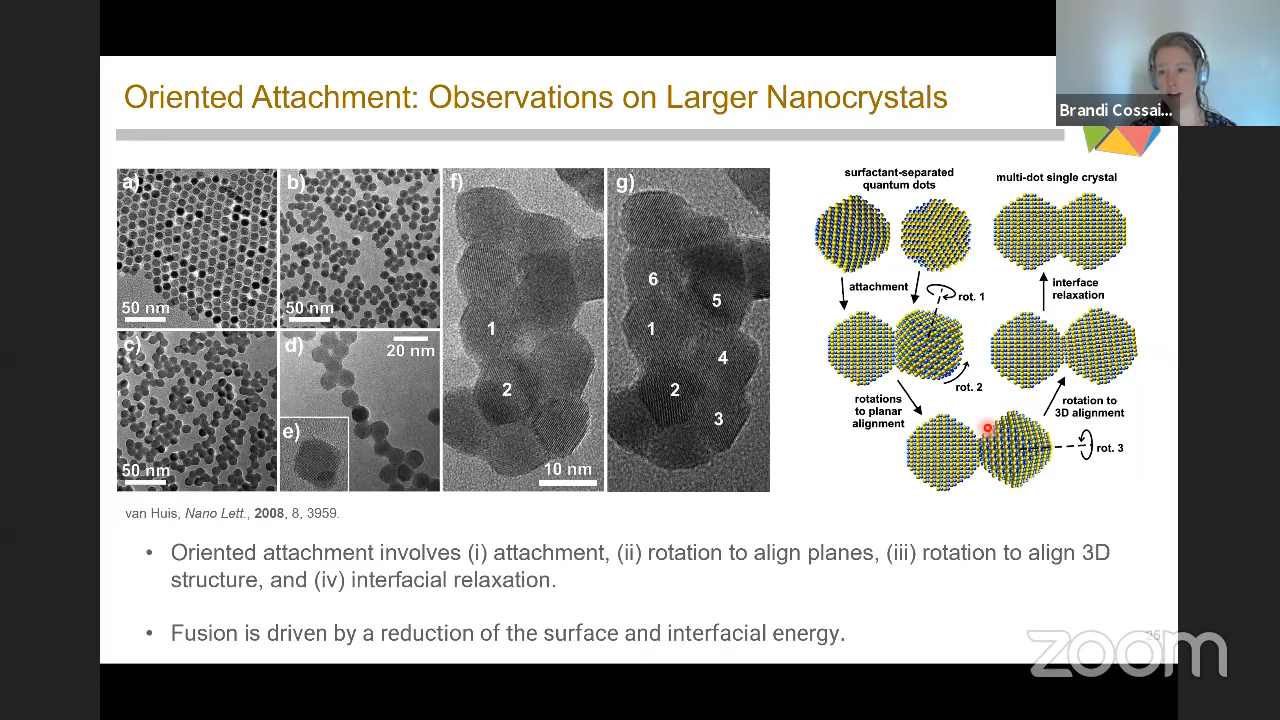 Oriented Attachment: Observations on Larger Nanocrystals
Brandi Cossai...
a)
b)
f)
g)
50 nm
50 nm
c)
d)
20 nm
e)
50 nm
1
2
10 nm
6
5
1
4
2
3
surfactant-separated
quantum dots
multi-dot single crystal
attachment
rot. 1
interface
relaxation
rot. 2
rotations
to planar
alignment
rotation to
3D alignment
rot. 3
van Huis, Nano Lett., 2008, 8, 3959.
• Oriented attachment involves (i) attachment, (ii) rotation to align planes, (iii) rotation to align 3D
structure, and (iv) interfacial relaxation.
• Fusion is driven by a reduction of the surface and interfacial energy.
25
zoom